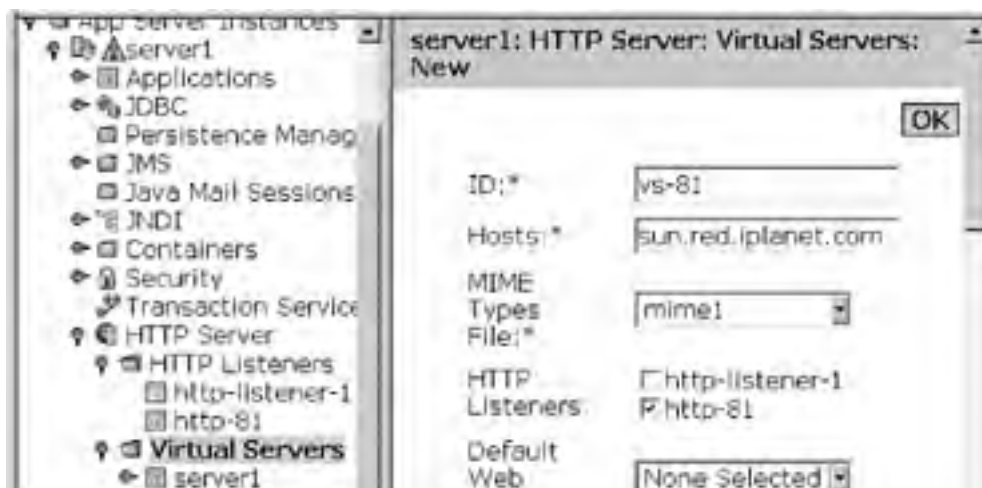 App Server Instances
server1
Applications
JDBC
Persistence Manag
JMS
Java Mail Sessions
JNDI
Containers
Security
Transaction Service
HTTP Server
HTTP Listeners
http-listener-1
http-81
Virtual Servers
server1
server1: HTTP Server: Virtual Servers:
New
OK
ID:* vs-81
Hosts:* sun.red.iplanet.com
MIME
Types mime1
File:*
HTTP http-listener-1
Listeners http-81
Default
Web None Selected